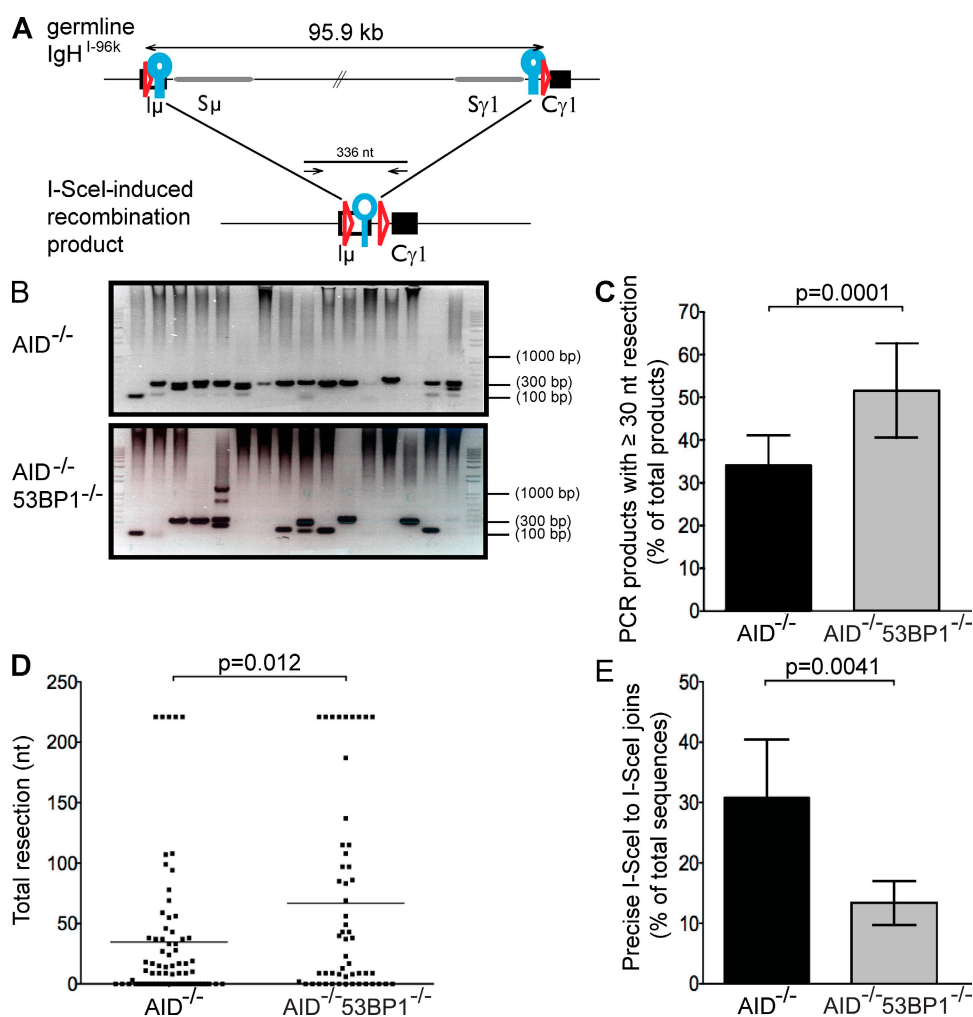 A
germline
IgH I-96k
95.9 kb
Iμ
Sμ
Sγ1
Cγ1
336 nt
I-SceI-induced
recombination
product
Iμ
Cγ1
B
AID-/-
(1000 bp)
(300 bp)
(100 bp)
AID-/-
53BP1-/-
(1000 bp)
(300 bp)
(100 bp)
C
p=0.0001
PCR products with ≥ 30 nt resection
(% of total products)
70
60
50
40
30
20
10
0
AID-/-
AID-/-53BP1-/-
D
p=0.012
Total resection (nt)
250
200
150
100
50
0
AID-/-
AID-/-53BP1-/-
E
p=0.0041
Precise I-SceI to I-SceI joins
(% of total sequences)
50
40
30
20
10
0
AID-/-
AID-/-53BP1-/-